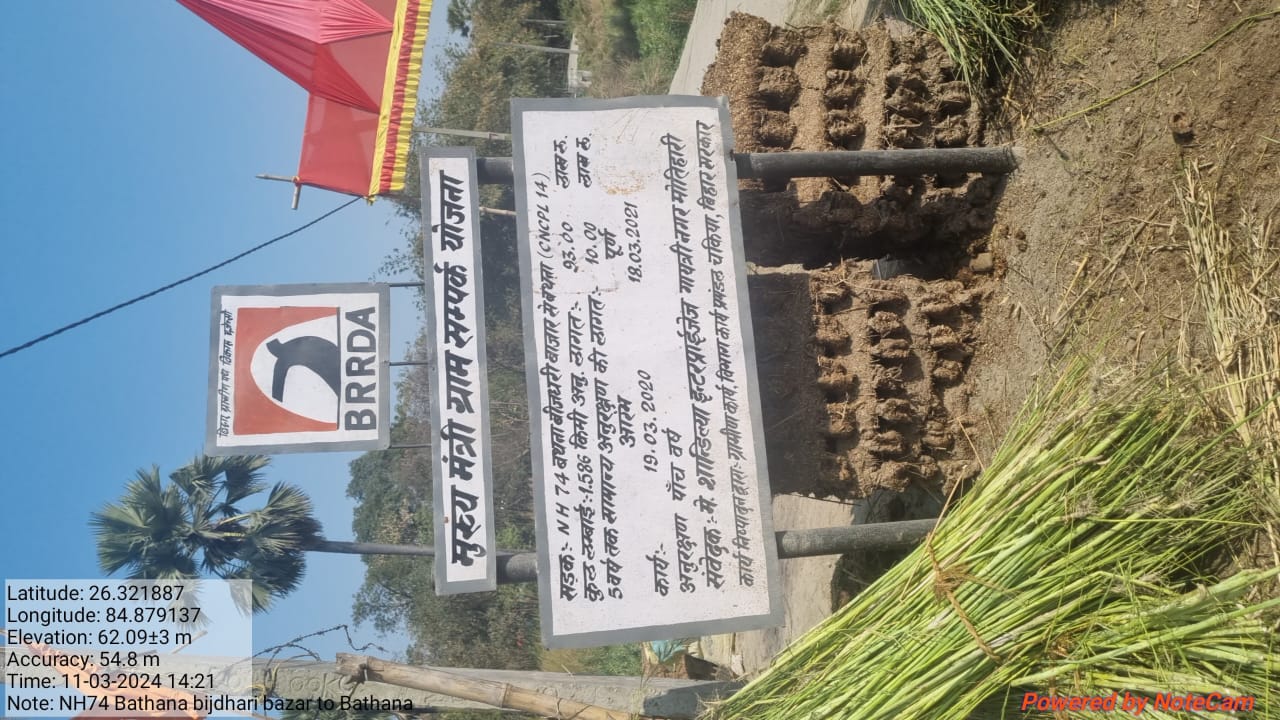 बिहार ग्रामीण पथ विकास एजेंसी
BRRDA
मुख्य मंत्री ग्राम सम्पर्क योजना
सड़क:- NH 74 बथना बीजधरी बाजार से बथना (CNCPL 14)
कुल लम्बाई:-1.586 किमी अनु. लागत:- 93.00 लाख रु.
5 वर्ष तक सामान्य अनुरक्षण की लागत:- 10.00 लाख रु.
कार्य:- आरंभ पूर्ण
19.03.2020 18.03.2021
अनुरक्षण पाँच वर्ष
संवेदक:- मे. शान्डिल्या इंटरप्राईजेज गायत्री नगर मोतिहारी
कार्य क्रियान्वयन द्वारा:- ग्रामीण कार्य विभाग कार्य प्रमंडल चकिया, बिहार सरकार
Latitude: 26.321887
Longitude: 84.879137
Elevation: 62.09±3 m
Accuracy: 54.8 m
Time: 11-03-2024 14:21
Note: NH74 Bathana bijdhari bazar to Bathana
Powered by NoteCam